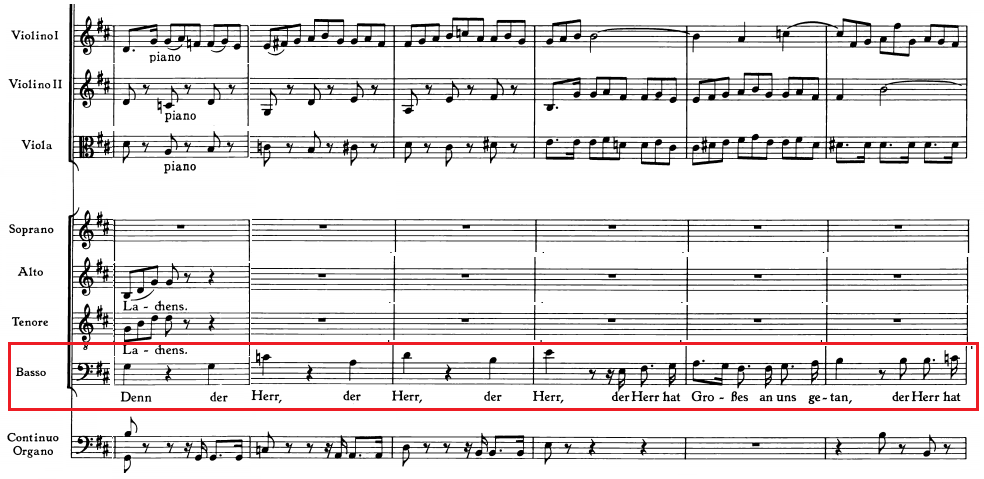 Violino I
piano
Violino II
piano
Viola
piano
Soprano
Alto
La - chens.
Tenore
La - chens.
Basso
Denn der Herr, der Herr, der Herr, der Herr hat Gro - ßes an uns ge - tan, der Herr hat
Continuo
Organo